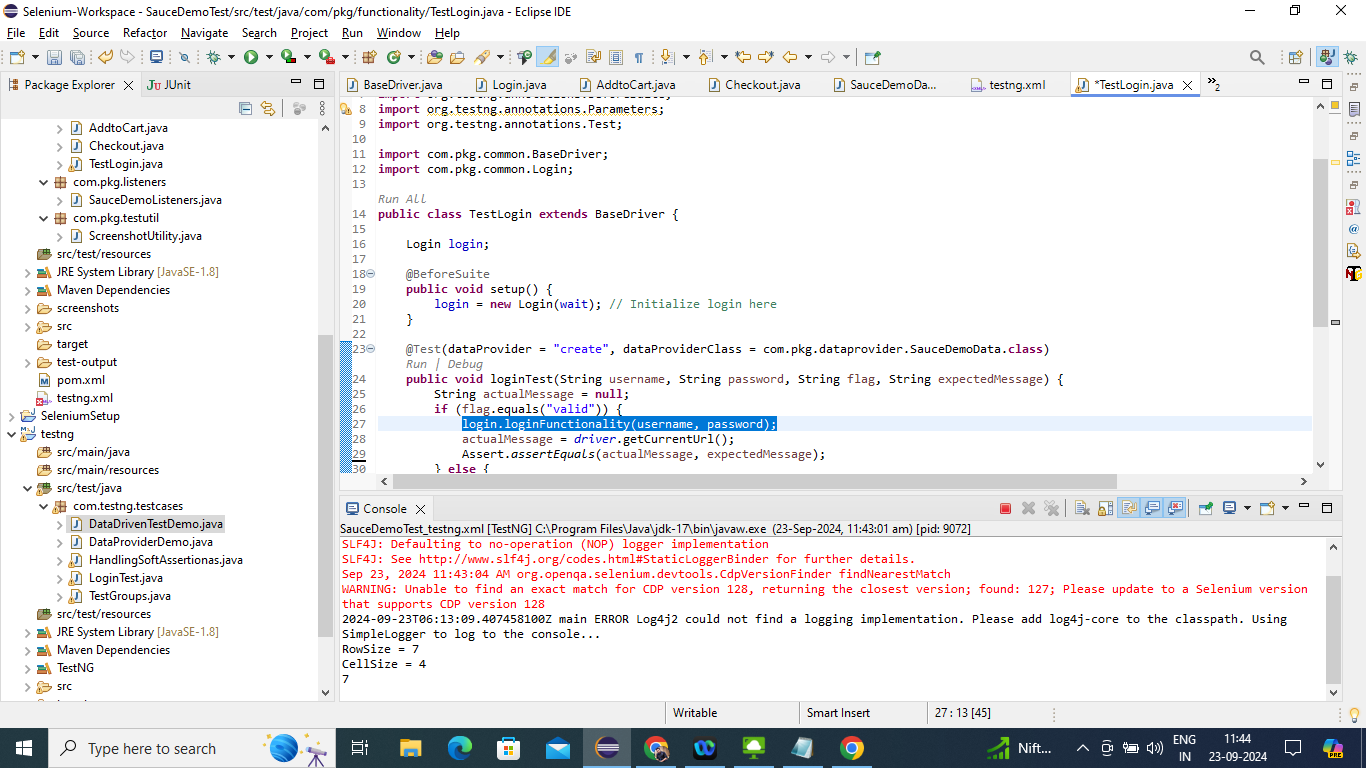 Selenium-Workspace - SauceDemoTest/src/test/java/com/pkg/functionality/TestLogin.java - Eclipse IDE
File Edit Source Refactor Navigate Search Project Run Window Help
Package Explorer JUnit
AddtoCart.java
Checkout.java
TestLogin.java
com.pkg.listeners
SauceDemoListeners.java
com.pkg.testutil
ScreenshotUtility.java
src/test/resources
JRE System Library [JavaSE-1.8]
Maven Dependencies
screenshots
src
target
test-output
pom.xml
testng.xml
SeleniumSetup
testng
src/main/java
src/main/resources
src/test/java
com.testng.testcases
DataDrivenTestDemo.java
DataProviderDemo.java
HandlingSoftAssertionas.java
LoginTest.java
TestGroups.java
src/test/resources
JRE System Library [JavaSE-1.8]
Maven Dependencies
TestNG
src
BaseDriver.java Login.java AddtoCart.java Checkout.java SauceDemoDa... testng.xml *TestLogin.java 2
8 import org.testng.annotations.Parameters;
9 import org.testng.annotations.Test;
10
11 import com.pkg.common.BaseDriver;
12 import com.pkg.common.Login;
13
Run All
14 public class TestLogin extends BaseDriver {
15
16 Login login;
17
18 @BeforeSuite
19 public void setup() {
20 login = new Login(wait); // Initialize login here
21 }
22
23 @Test(dataProvider = "create", dataProviderClass = com.pkg.dataprovider.SauceDemoData.class)
Run | Debug
24 public void loginTest(String username, String password, String flag, String expectedMessage) {
25 String actualMessage = null;
26 if (flag.equals("valid")) {
27 login.loginFunctionality(username, password);
28 actualMessage = driver.getCurrentUrl();
29 Assert.assertEquals(actualMessage, expectedMessage);
30 } else {
Console
SauceDemoTest_testng.xml [TestNG] C:\Program Files\Java\jdk-17\bin\javaw.exe (23-Sep-2024, 11:43:01 am) [pid: 9072]
SLF4J: Defaulting to no-operation (NOP) logger implementation
SLF4J: See http://www.slf4j.org/codes.html#StaticLoggerBinder for further details.
Sep 23, 2024 11:43:04 AM org.openqa.selenium.devtools.CdpVersionFinder findNearestMatch
WARNING: Unable to find an exact match for CDP version 128, returning the closest version; found: 127; Please update to a Selenium version
that supports CDP version 128
2024-09-23T06:13:09.407458100Z main ERROR Log4j2 could not find a logging implementation. Please add log4j-core to the classpath. Using
SimpleLogger to log to the console...
RowSize = 7
CellSize = 4
7
Writable Smart Insert 27 : 13 [45]
Type here to search
Nift...
ENG
IN
11:44
23-09-2024